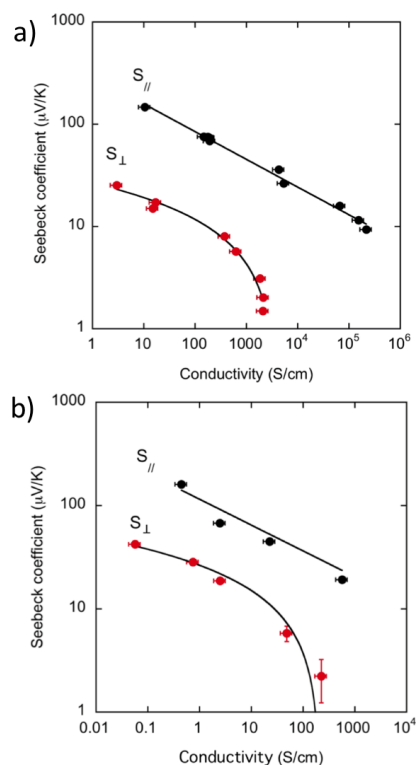 a)
1000
S//
100
S⊥
10
1
Seebeck coefficient (μV/K)
1 10 100 1000 10⁴ 10⁵ 10⁶
Conductivity (S/cm)
b)
1000
S//
100
S⊥
10
1
Seebeck coefficient (μV/K)
0.01 0.1 1 10 100 1000 10⁴
Conductivity (S/cm)